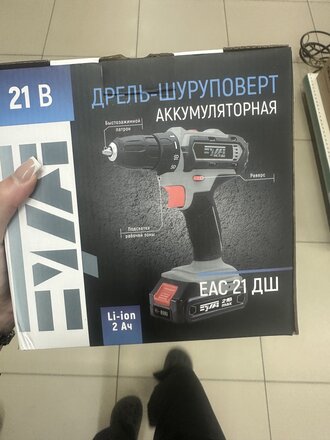 21 В
ДРЕЛЬ-ШУРУПОВЕРТ
АККУМУЛЯТОРНАЯ
Быстрозажимной
патрон
Реверс
Подсветка
рабочей зоны
ЕАС 21 ДШ
Li-ion
2 Ач